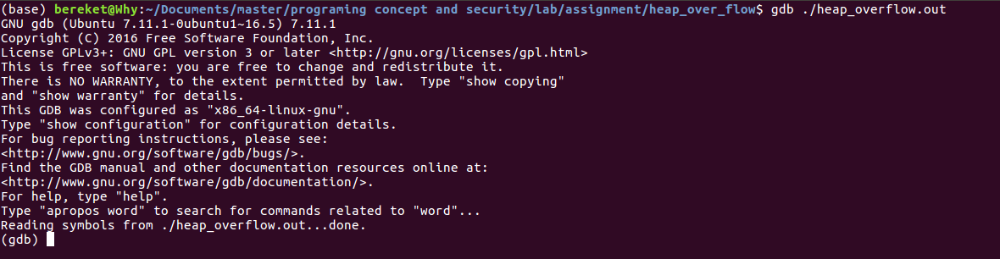 (base) bereket@Why:~/Documents/master/programing concept and security/lab/assignment/heap_over_flow$ gdb ./heap_overflow.out
GNU gdb (Ubuntu 7.11.1-0ubuntu1~16.5) 7.11.1
Copyright (C) 2016 Free Software Foundation, Inc.
License GPLv3+: GNU GPL version 3 or later <http://gnu.org/licenses/gpl.html>
This is free software: you are free to change and redistribute it.
There is NO WARRANTY, to the extent permitted by law.  Type "show copying"
and "show warranty" for details.
This GDB was configured as "x86_64-linux-gnu".
Type "show configuration" for configuration details.
For bug reporting instructions, please see:
<http://www.gnu.org/software/gdb/bugs/>.
Find the GDB manual and other documentation resources online at:
<http://www.gnu.org/software/gdb/documentation/>.
For help, type "help".
Type "apropos word" to search for commands related to "word"...
Reading symbols from ./heap_overflow.out...done.
(gdb)